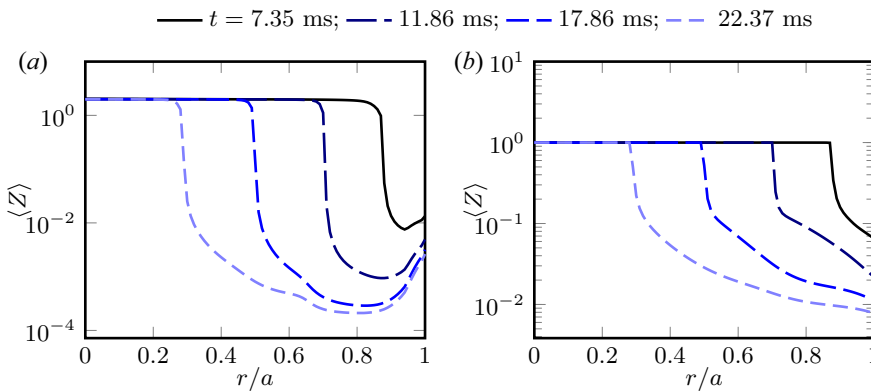 t = 7.35 ms; 11.86 ms; 17.86 ms; 22.37 ms
(a)
10^0
10^{-2}
10^{-4}
⟨Z⟩
0 0.2 0.4 0.6 0.8 1
r/a
(b)
10^1
10^0
10^{-1}
10^{-2}
⟨Z⟩
0 0.2 0.4 0.6 0.8 1
r/a